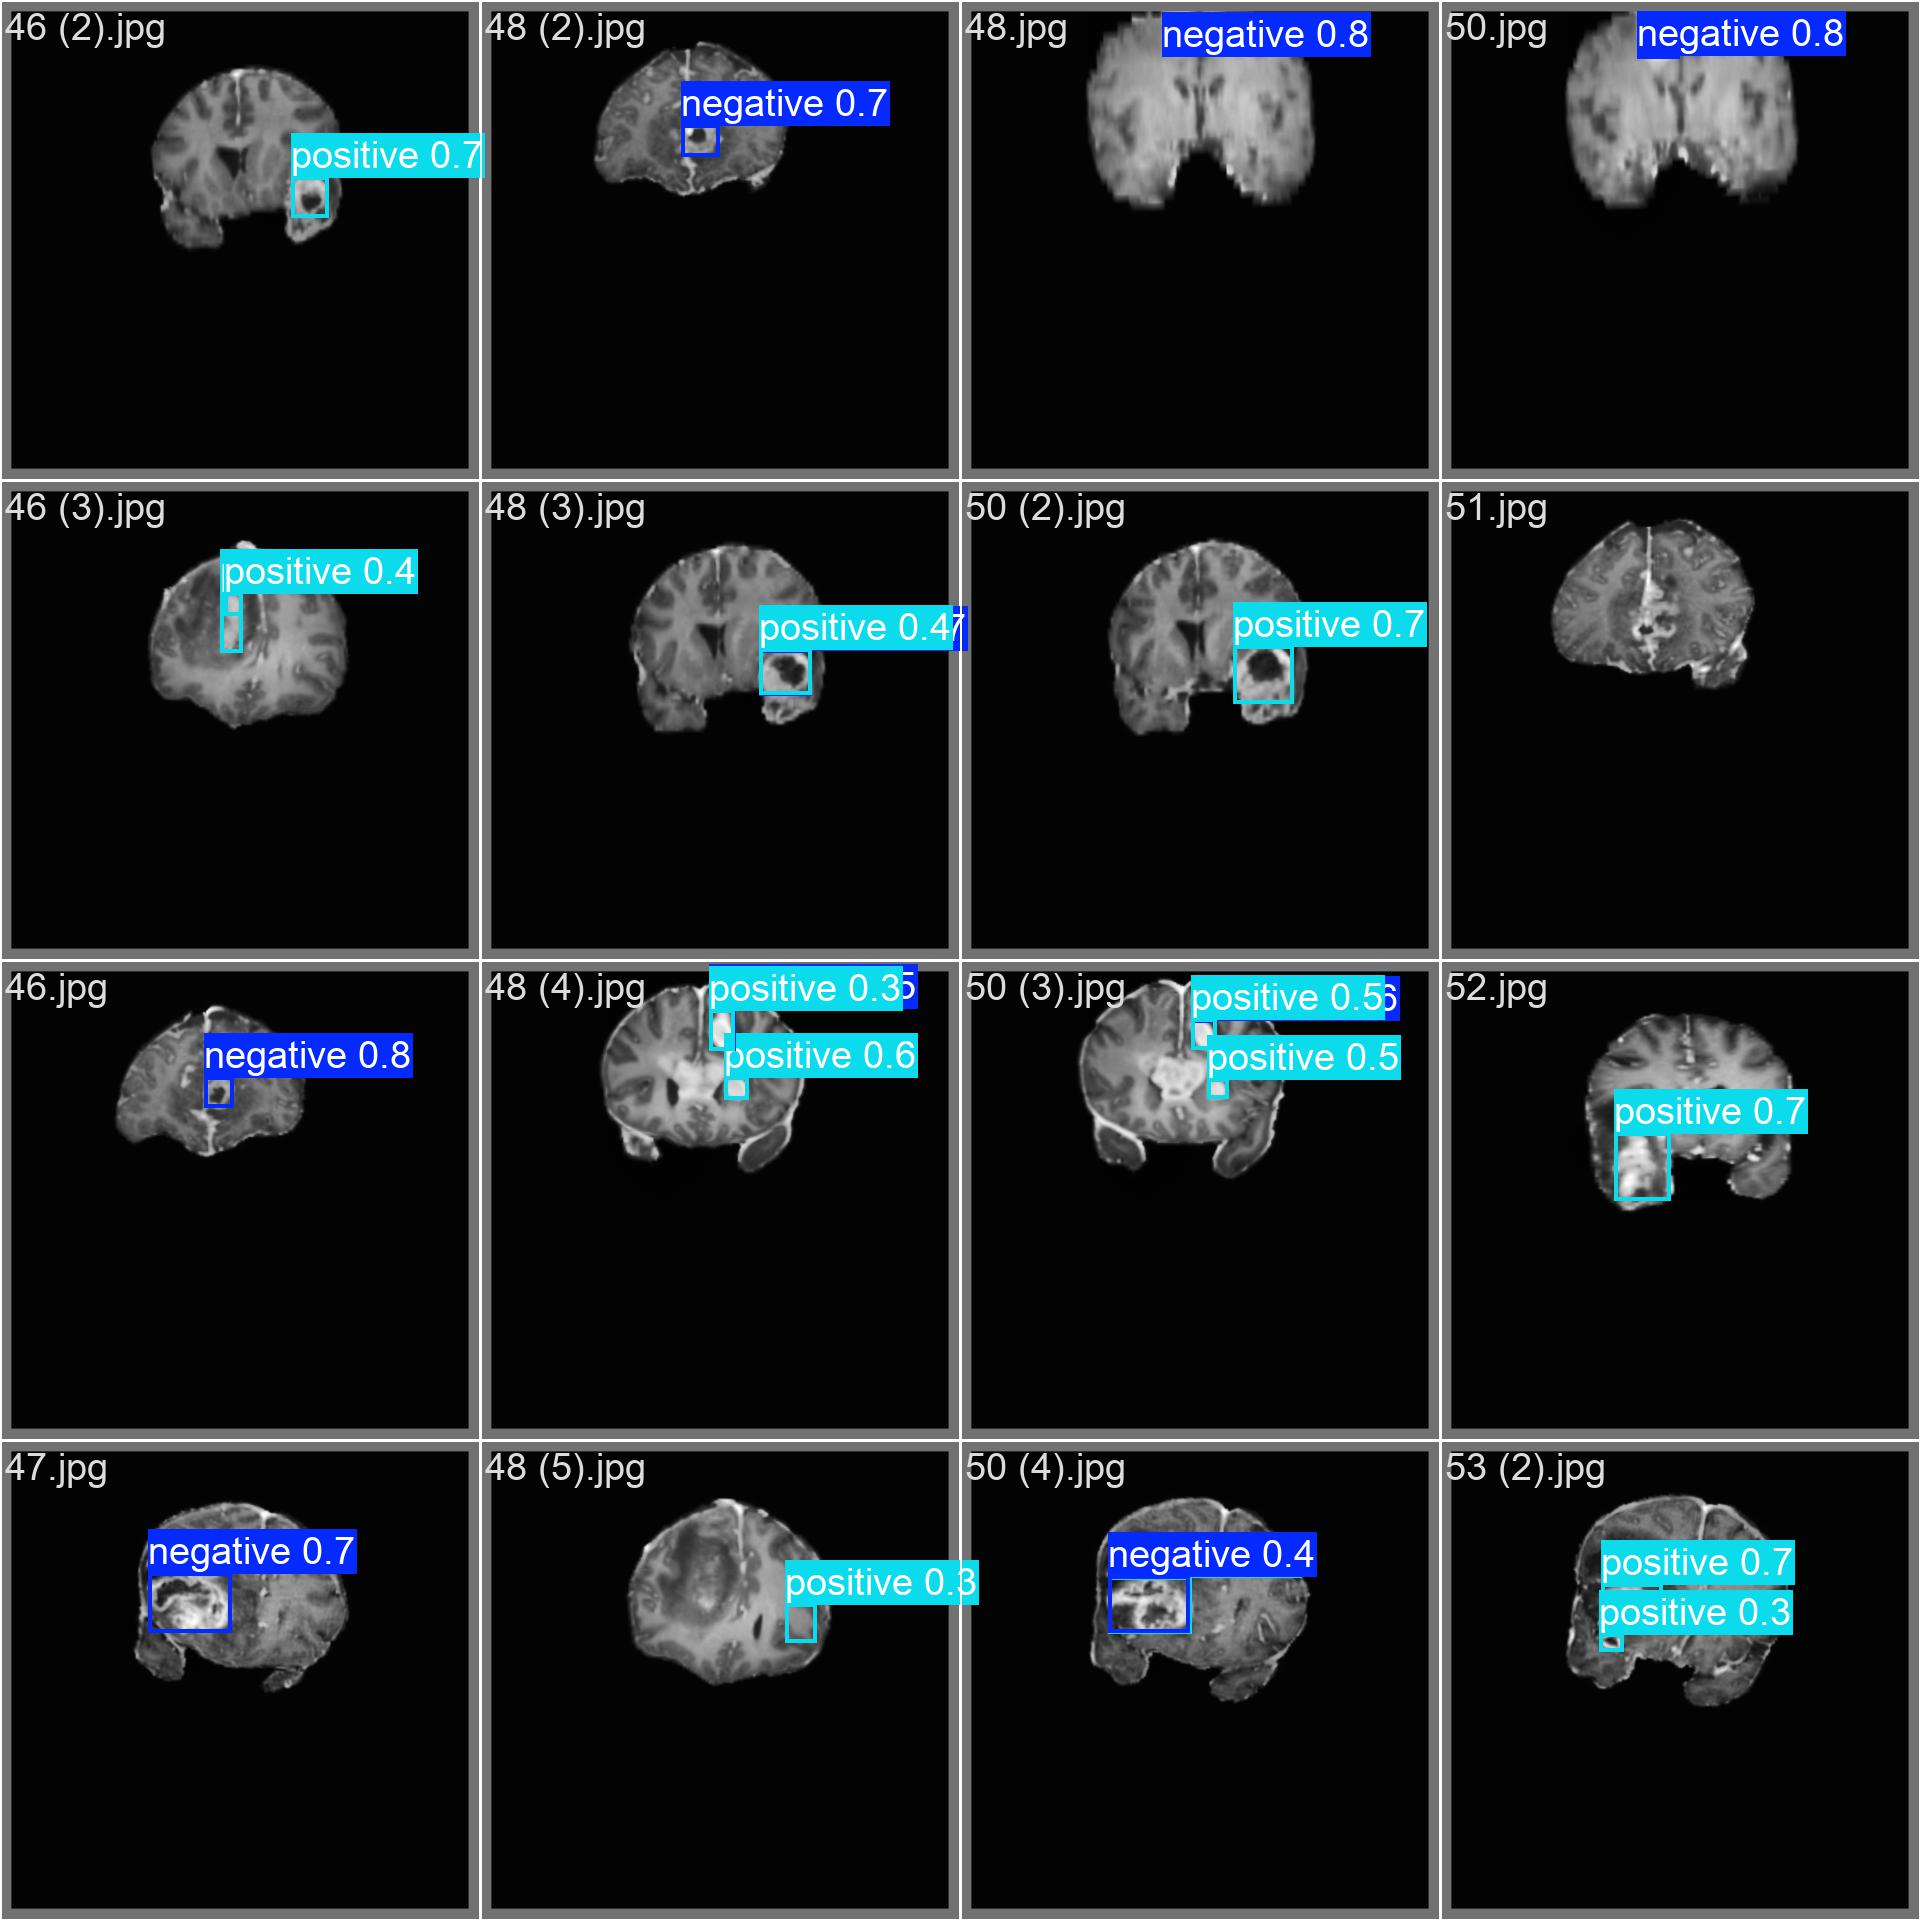 46 (2).jpg
positive 0.7
48 (2).jpg
negative 0.7
48.jpg
negative 0.8
50.jpg
negative 0.8
46 (3).jpg
positive 0.4
48 (3).jpg
positive 0.4
50 (2).jpg
positive 0.7
51.jpg
46.jpg
negative 0.8
48 (4).jpg
positive 0.3
positive 0.6
50 (3).jpg
positive 0.5
positive 0.5
52.jpg
positive 0.7
47.jpg
negative 0.7
48 (5).jpg
positive 0.3
50 (4).jpg
negative 0.4
53 (2).jpg
positive 0.7
positive 0.3